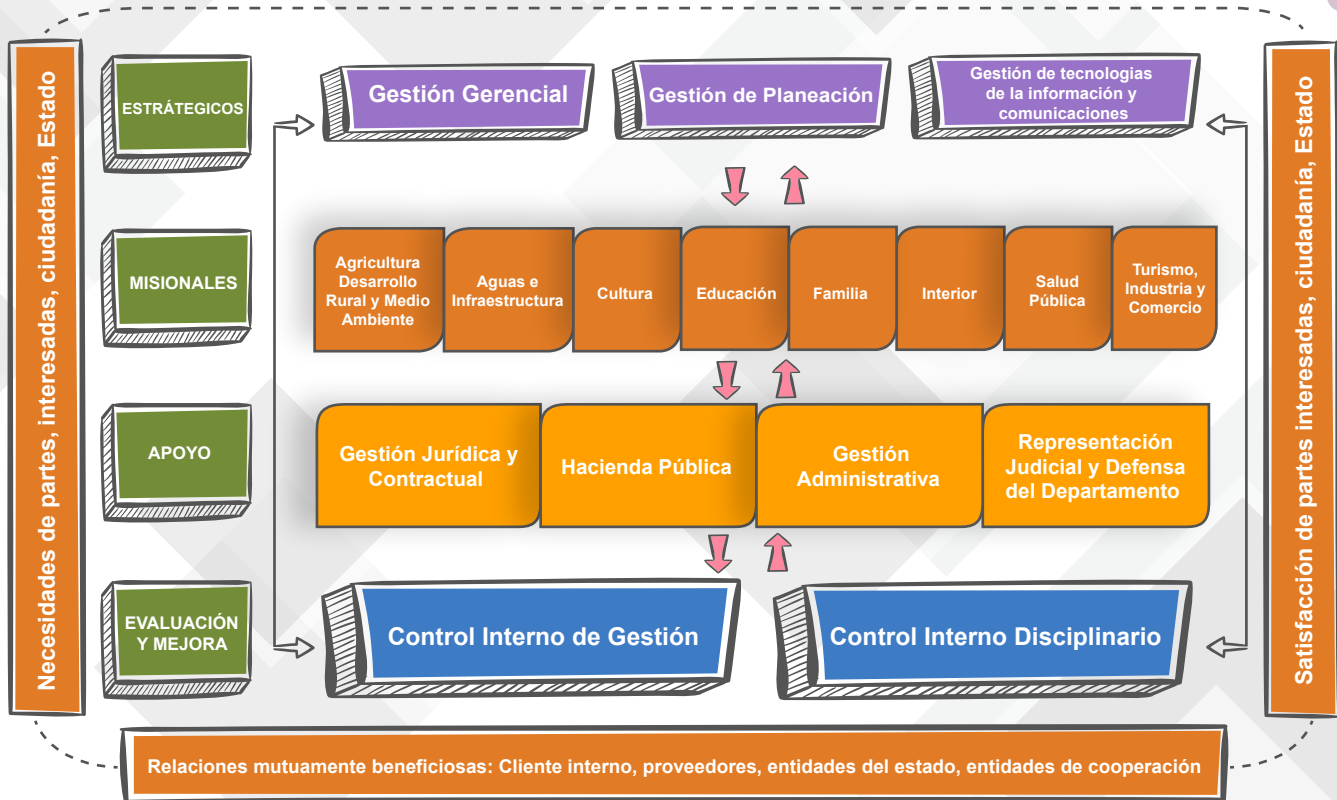 Necesidades de partes, interesadas, ciudadanía, Estado
ESTRÁTEGICOS
Gestión Gerencial
Gestión de Planeación
Gestión de tecnologias
de la información y
comunicaciones
MISIONALES
Agricultura
Desarrollo
Rural y Medio
Ambiente
Aguas e
Infraestructura
Cultura
Educación
Familia
Interior
Salud
Pública
Turismo,
Industria y
Comercio
APOYO
Gestión Jurídica y
Contractual
Hacienda Pública
Gestión
Administrativa
Representación
Judicial y Defensa
del Departamento
EVALUACIÓN
Y MEJORA
Control Interno de Gestión
Control Interno Disciplinario
Satisfacción de partes interesadas, ciudadanía, Estado
Relaciones mutuamente beneficiosas: Cliente interno, proveedores, entidades del estado, entidades de cooperación